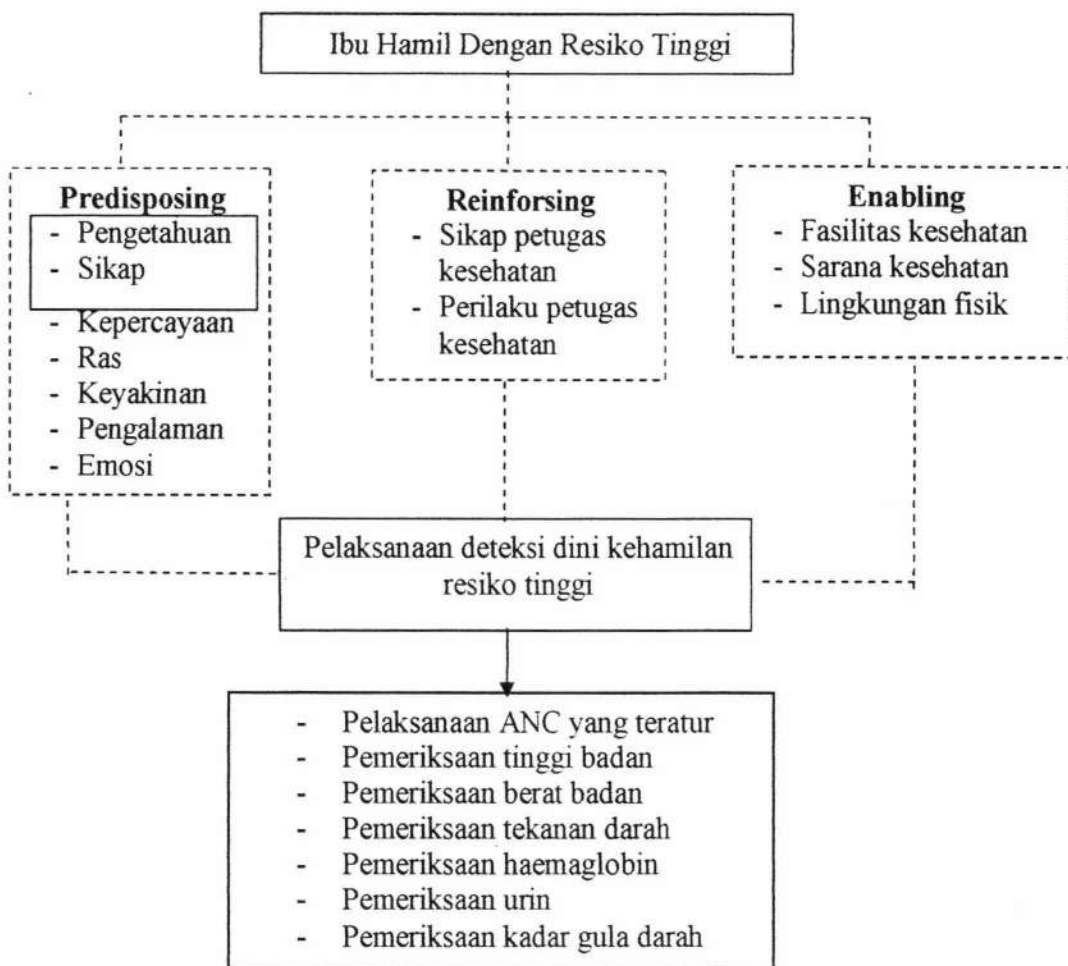 Ibu Hamil Dengan Resiko Tinggi
Predisposing
- Pengetahuan
- Sikap
- Kepercayaan
- Ras
- Keyakinan
- Pengalaman
- Emosi
Reinforsing
- Sikap petugas
kesehatan
- Perilaku petugas
kesehatan
Enabling
- Fasilitas kesehatan
- Sarana kesehatan
- Lingkungan fisik
Pelaksanaan deteksi dini kehamilan
resiko tinggi
- Pelaksanaan ANC yang teratur
- Pemeriksaan tinggi badan
- Pemeriksaan berat badan
- Pemeriksaan tekanan darah
- Pemeriksaan haemaglobin
- Pemeriksaan urin
- Pemeriksaan kadar gula darah